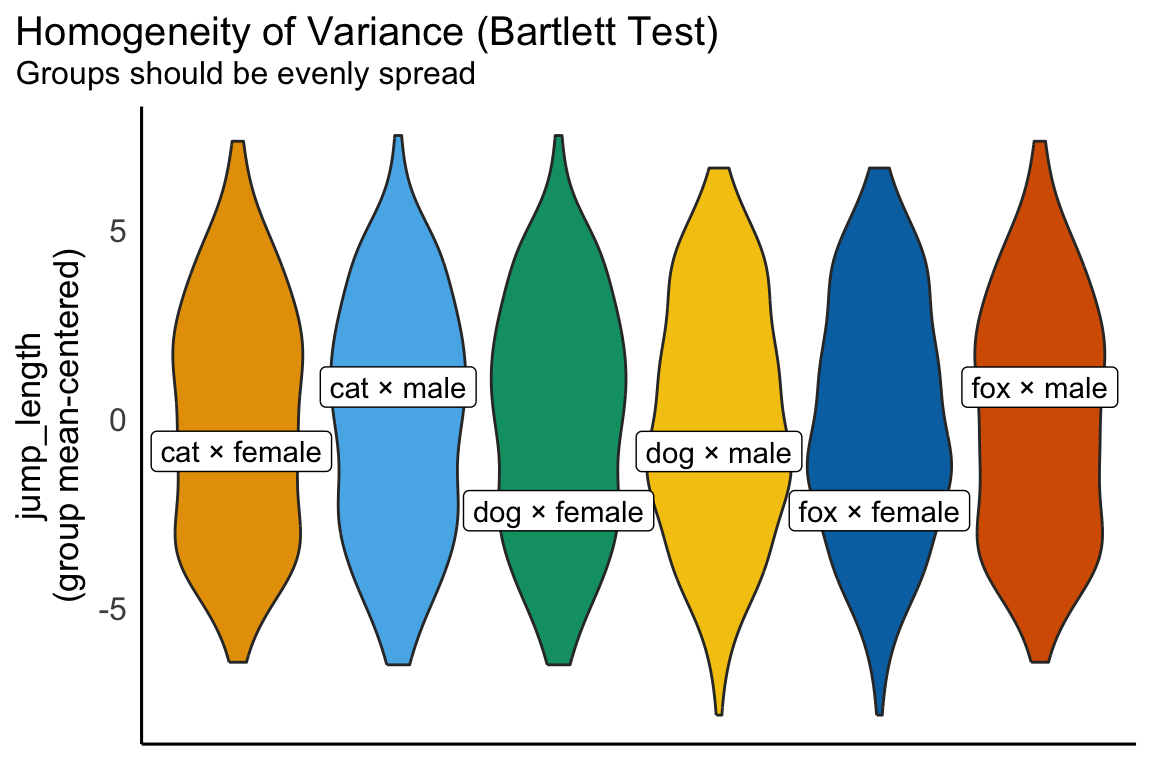 Homogeneity of Variance (Bartlett Test)
Groups should be evenly spread
jump_length
(group mean-centered)
5
0
-5
cat × female
cat × male
dog × female
dog × male
fox × female
fox × male